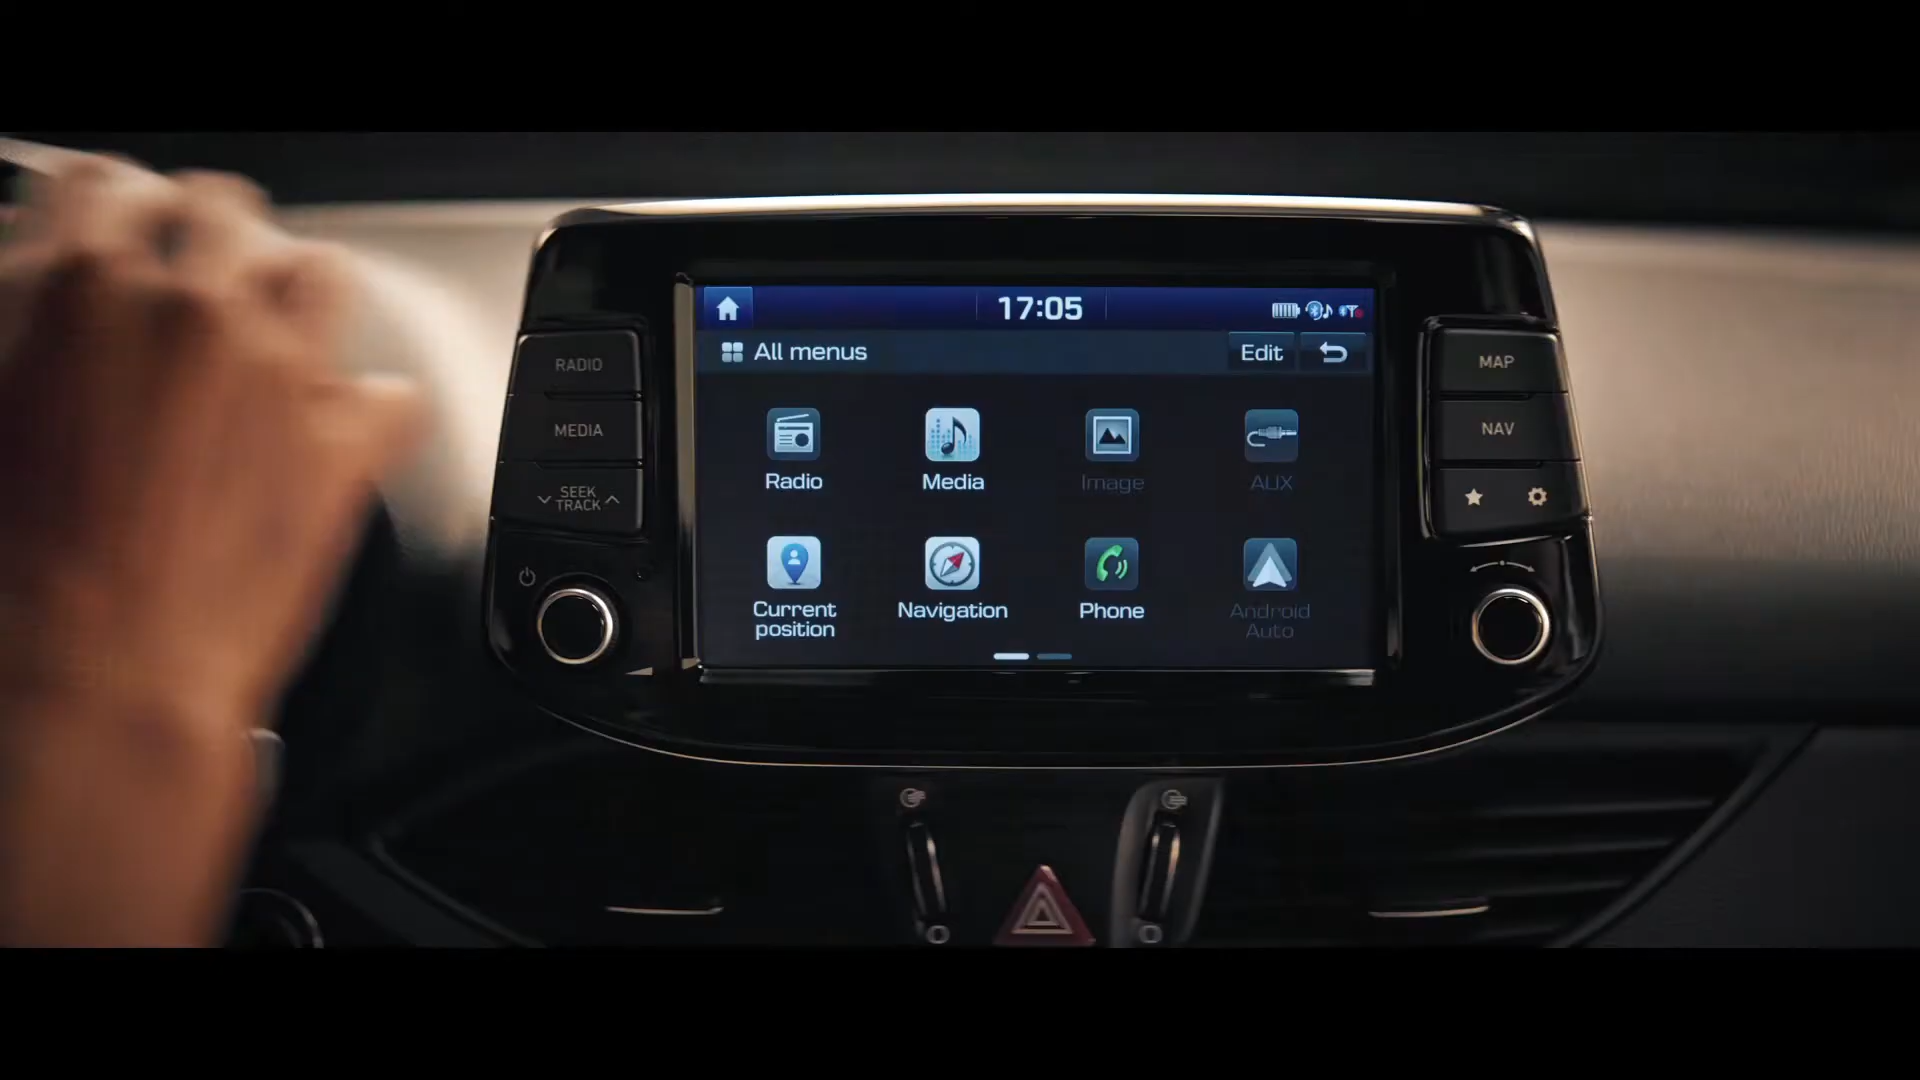 17:05
All menus
Edit
RADIO
MEDIA
SEEK
TRACK
MAP
NAV
Radio
Media
Image
AUX
Current
position
Navigation
Phone
Android
Auto